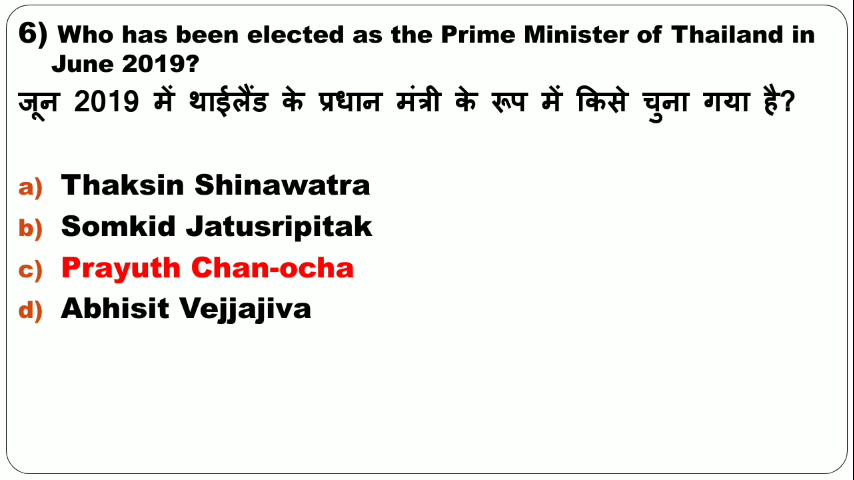 6) Who has been elected as the Prime Minister of Thailand in
June 2019?
जून 2019 में थाईलैंड के प्रधान मंत्री के रूप में किसे चुना गया है?
a) Thaksin Shinawatra
b) Somkid Jatusripitak
c) Prayuth Chan-ocha
d) Abhisit Vejjajiva